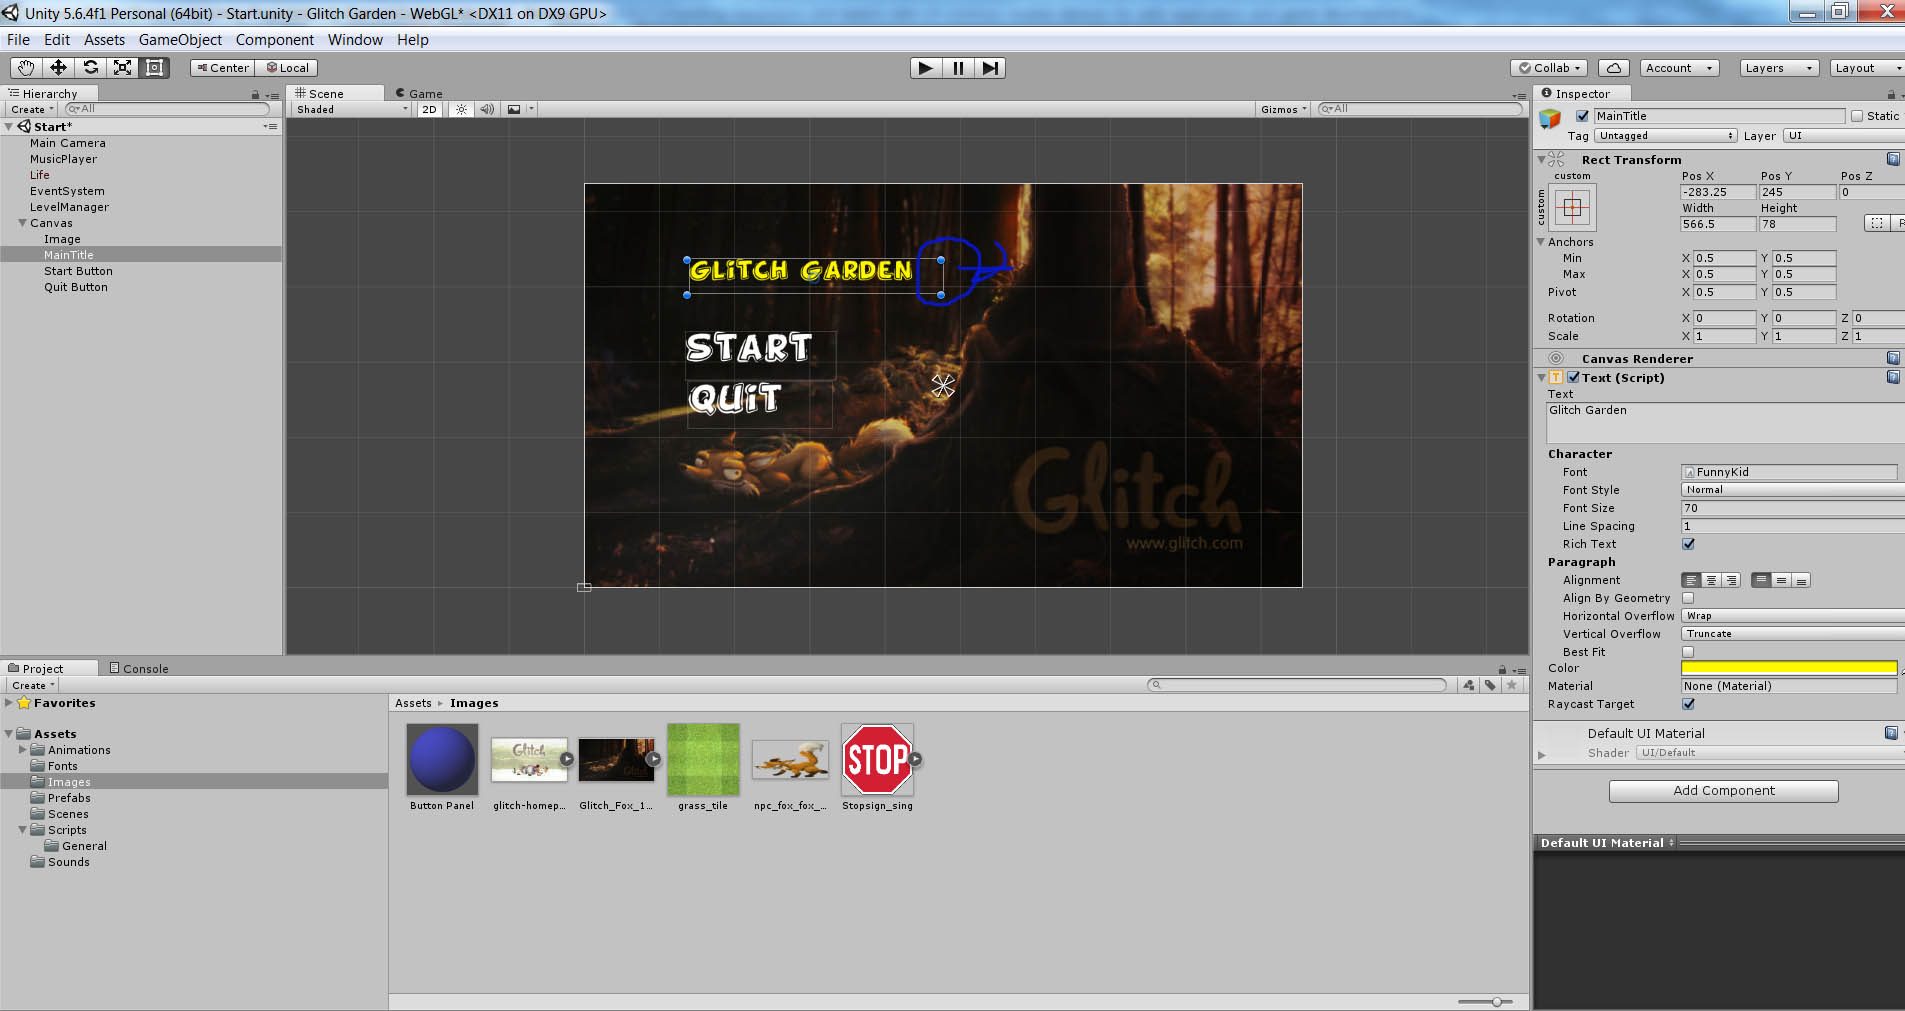 Unity 5.6.4f1 Personal (64bit) - Start.unity - Glitch Garden - WebGL* <DX11 on DX9 GPU>
File Edit Assets GameObject Component Window Help
Center Local Collab Account Layers Layout
Hierarchy
Create All
Start*
Main Camera
MusicPlayer
Life
EventSystem
LevelManager
Canvas
Image
MainTitle
Start Button
Quit Button
Scene Game
Shaded 2D Gizmos All
GLiTCH GARDEN
START
QUiT
Glitch
www.glitch.com
Inspector
MainTitle Static
Tag Untagged Layer UI
Rect Transform
custom Pos X Pos Y Pos Z
custom -283.25 245 0
Width Height
566.5 78
Anchors
Min X 0.5 Y 0.5
Max X 0.5 Y 0.5
Pivot X 0.5 Y 0.5
Rotation X 0 Y 0 Z 0
Scale X 1 Y 1 Z 1
Canvas Renderer
Text (Script)
Text
Glitch Garden
Character
Font FunnyKid
Font Style Normal
Font Size 70
Line Spacing 1
Rich Text
Paragraph
Alignment
Align By Geometry
Horizontal Overflow Wrap
Vertical Overflow Truncate
Best Fit
Color
Material None (Material)
Raycast Target
Default UI Material
Shader UI/Default
Add Component
Default UI Material
Project Console
Create
Favorites
Assets
Animations
Fonts
Images
Prefabs
Scenes
Scripts
General
Sounds
Assets Images
STOP
Button Panel glitch-homep... Glitch_Fox_1... grass_tile npc_fox_fox_... Stopsign_sing